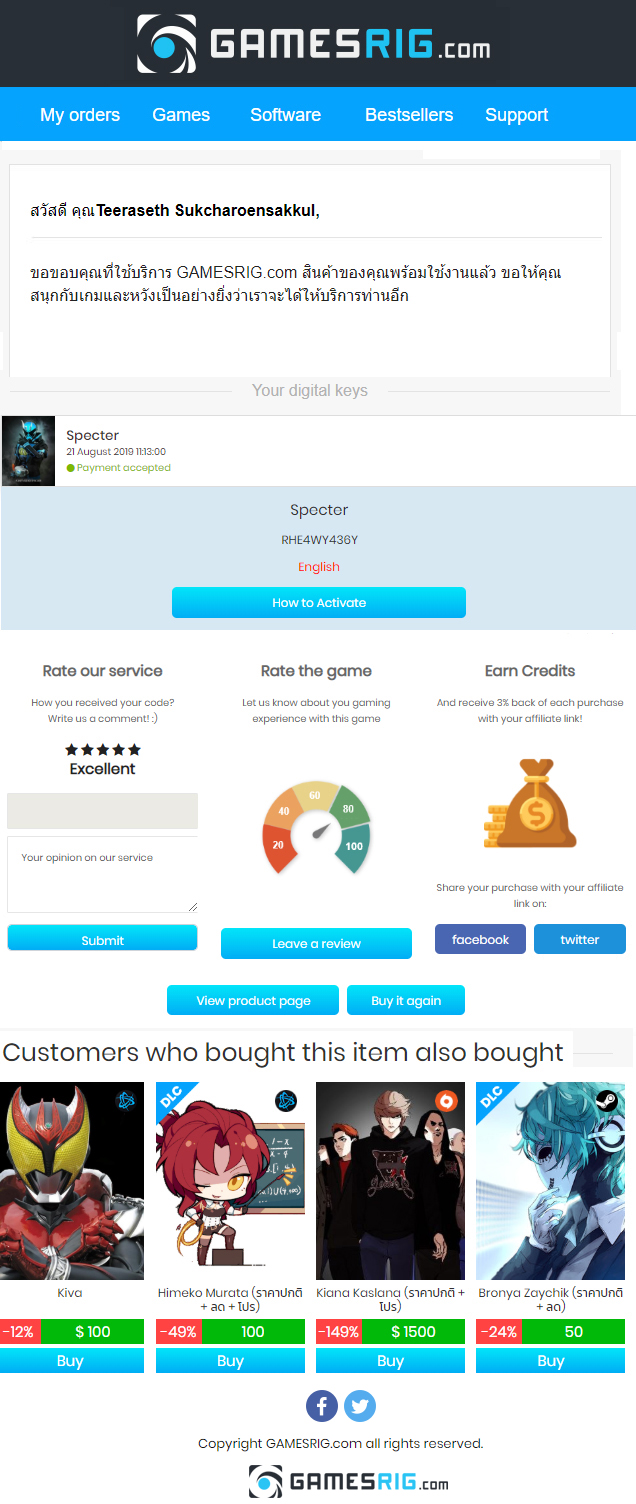 GAMESRIG.com
My orders Games Software Bestsellers Support
สวัสดี คุณTeeraseth Sukcharoensakkul,
ขอขอบคุณที่ใช้บริการ GAMESRIG.com สินค้าของคุณพร้อมใช้งานแล้ว ขอให้คุณ
สนุกกับเกมและหวังเป็นอย่างยิ่งว่าเราจะได้ให้บริการท่านอีก
Your digital keys
Specter
21 August 2019 11:13:00
Payment accepted
Specter
RHE4WY436Y
English
How to Activate
Rate our service
How you received your code?
Write us a comment! :)
Excellent
Your opinion on our service
Submit
Rate the game
Let us know about you gaming
experience with this game
20 40 60 80 100
Leave a review
Earn Credits
And receive 3% back of each purchase
with your affiliate link!
$
Share your purchase with your affiliate
link on:
facebook twitter
View product page Buy it again
Customers who bought this item also bought
Kiva
-12% $ 100
Buy
DLC
Himeko Murata (ราคาปกติ
+ ลด + โปร)
-49% 100
Buy
Kiana Kaslana (ราคาปกติ +
โปร)
-149% $ 1500
Buy
DLC
Bronya Zaychik (ราคาปกติ
+ ลด)
-24% 50
Buy
Copyright GAMESRIG.com all rights reserved.
GAMESRIG.com